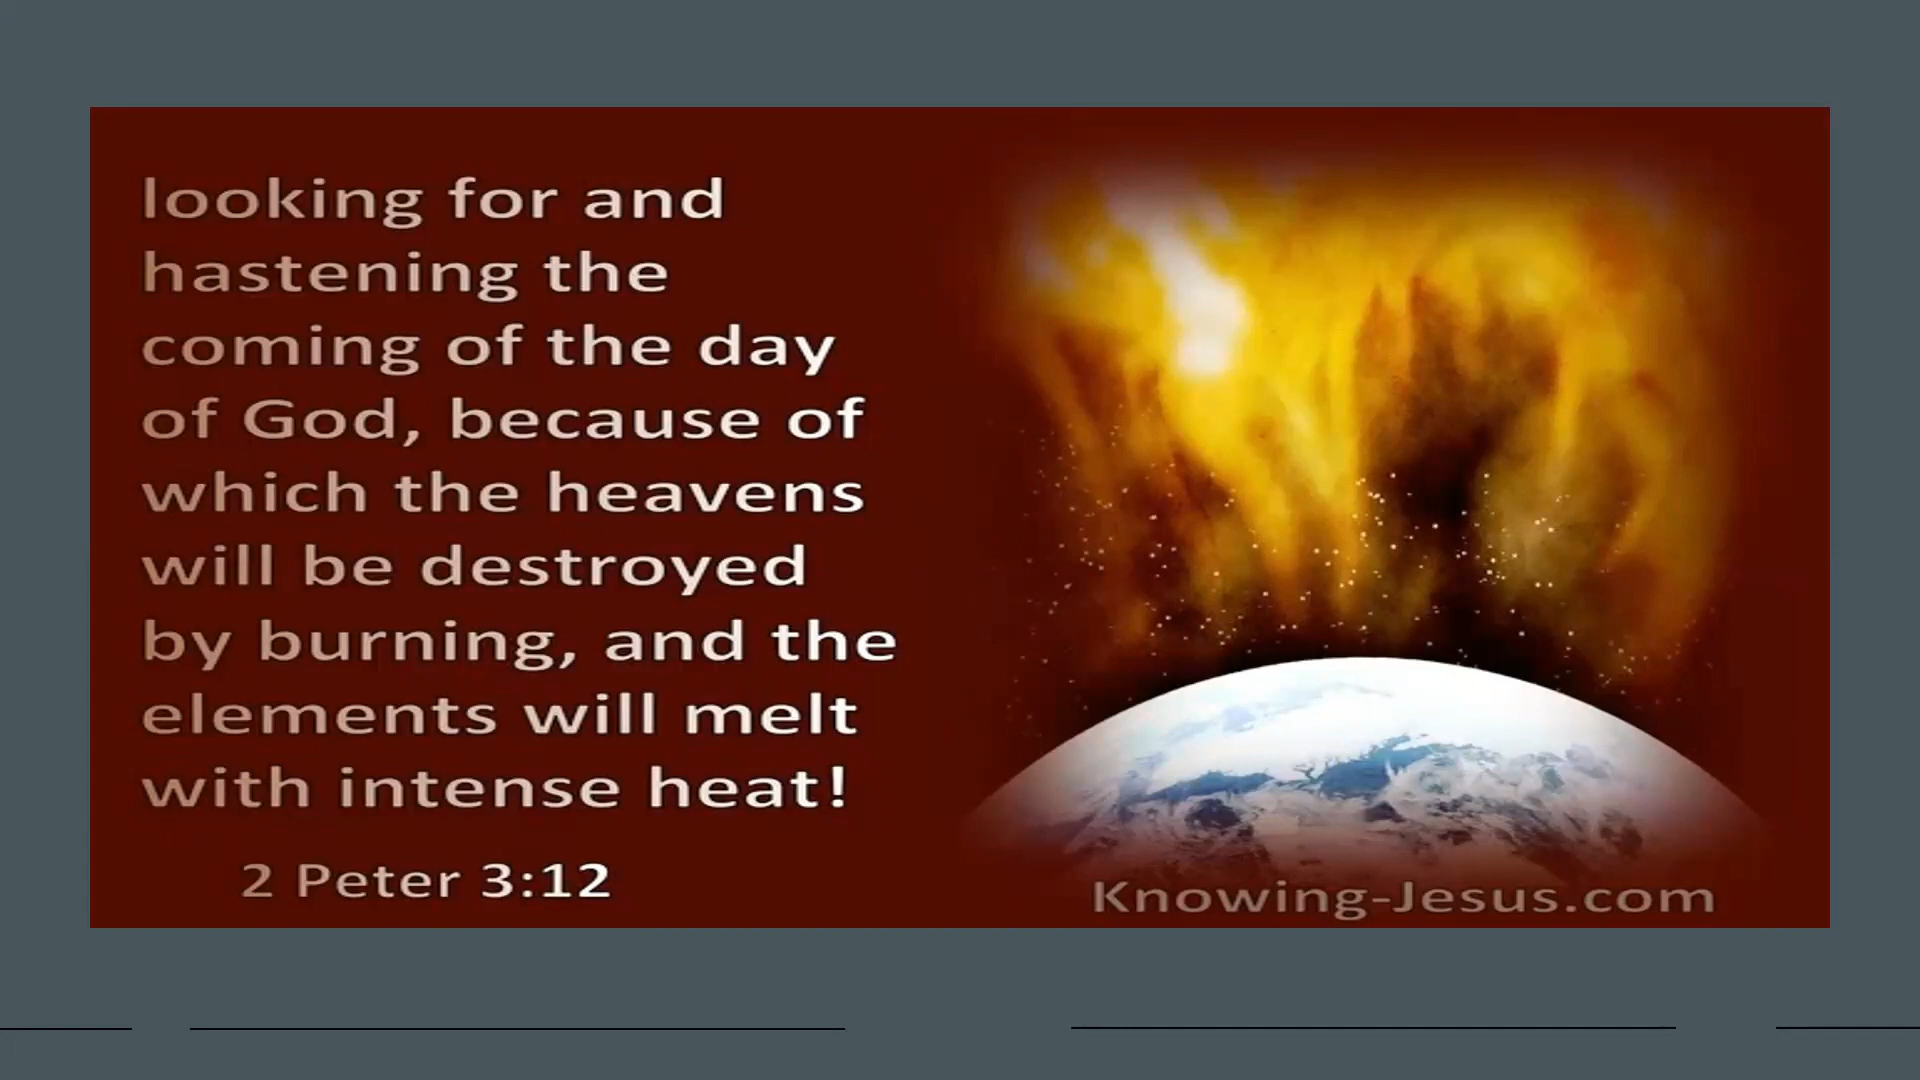 looking for and
hastening the
coming of the day
of God, because of
which the heavens
will be destroyed
by burning, and the
elements will melt
with intense heat!
2 Peter 3:12
Knowing-Jesus.com